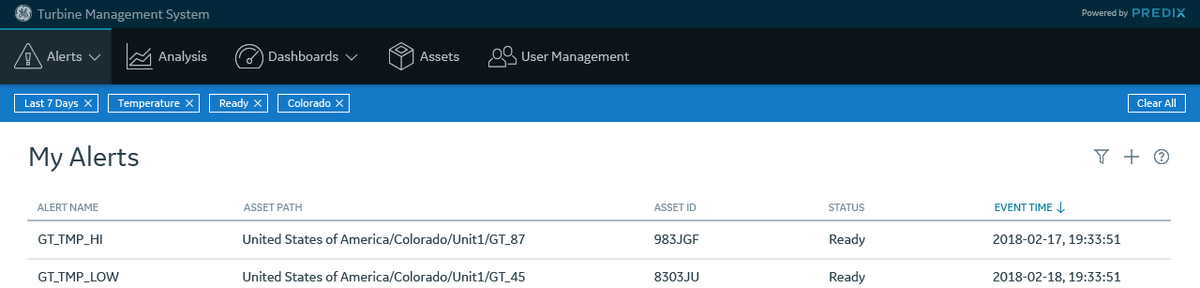 Turbine Management System Powered by PREDIX
Alerts Analysis Dashboards Assets User Management
Last 7 Days Temperature Ready Colorado Clear All
My Alerts
ALERT NAME ASSET PATH ASSET ID STATUS EVENT TIME ↓
GT_TMP_HI United States of America/Colorado/Unit1/GT_87 983JGF Ready 2018-02-17, 19:33:51
GT_TMP_LOW United States of America/Colorado/Unit1/GT_45 8303JU Ready 2018-02-18, 19:33:51